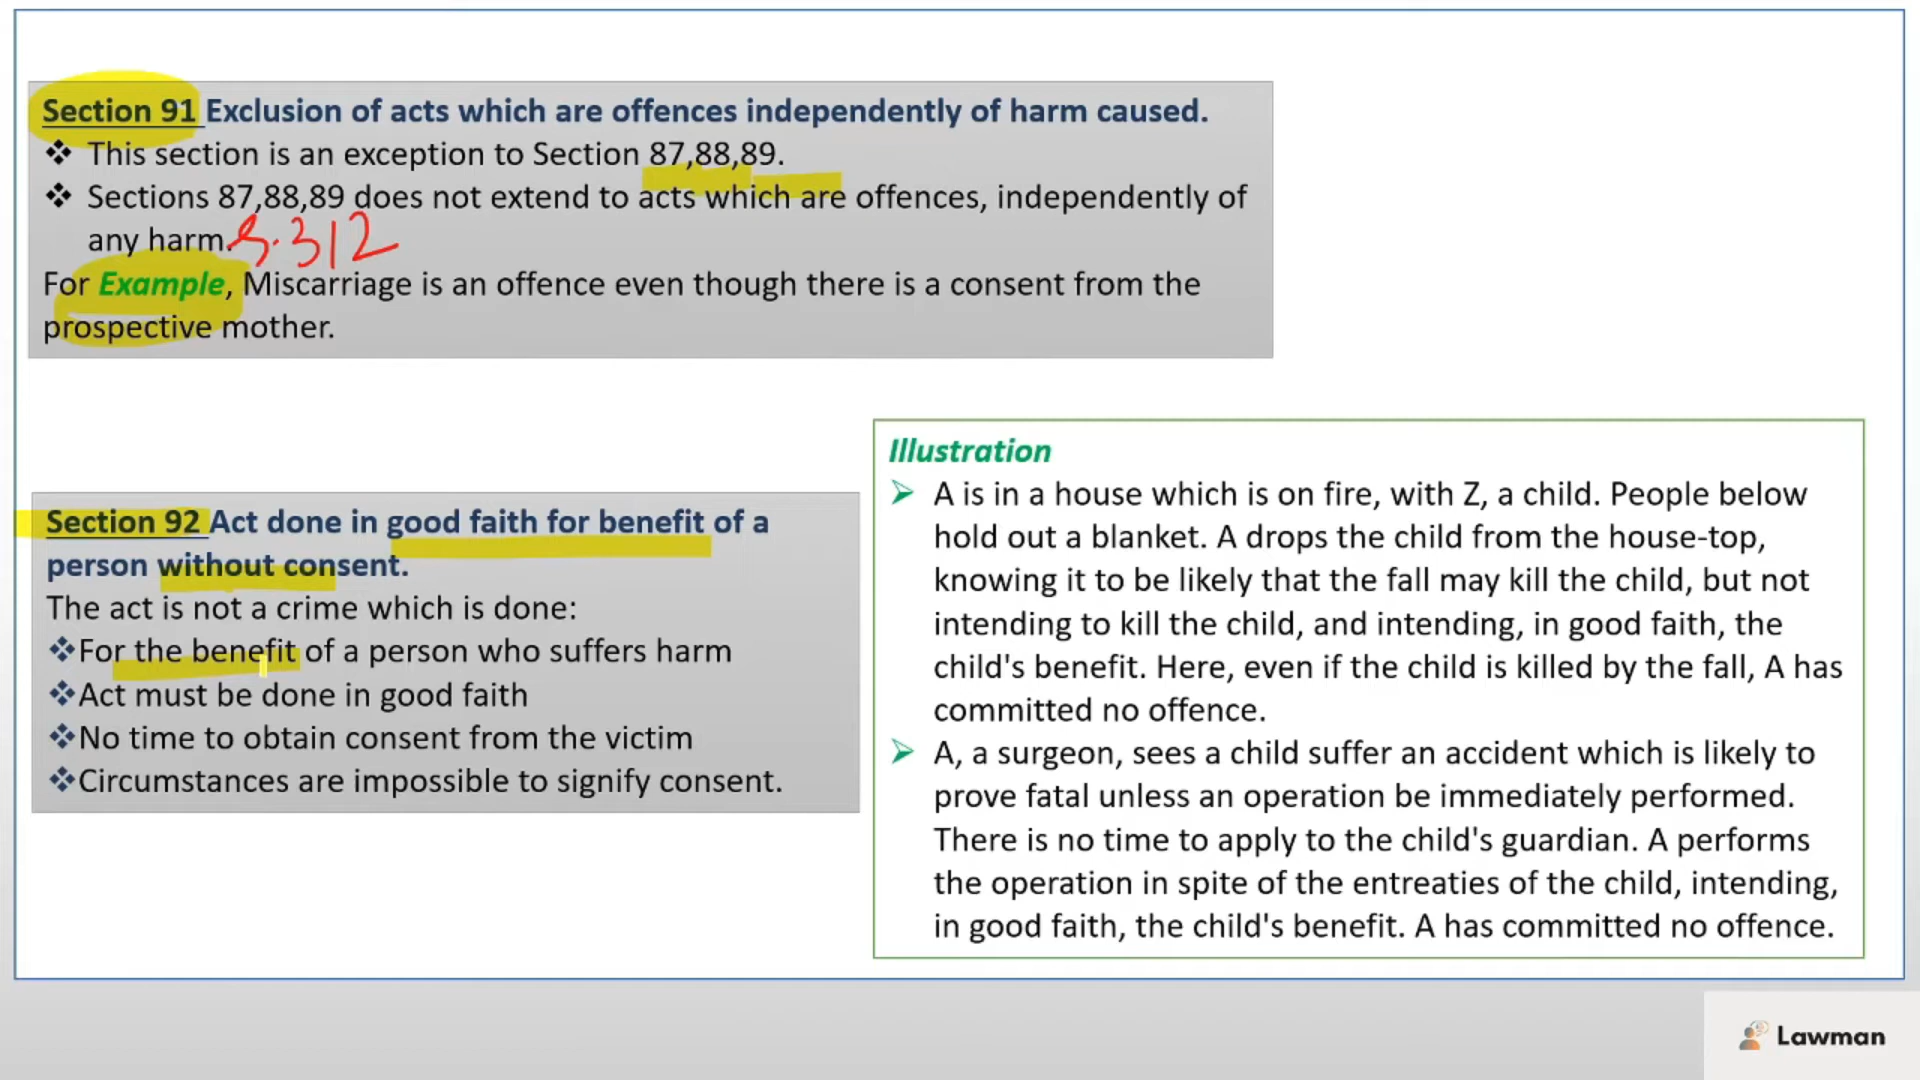 Section 91 Exclusion of acts which are offences independently of harm caused.
❖ This section is an exception to Section 87,88,89.
❖ Sections 87,88,89 does not extend to acts which are offences, independently of
any harm. S.312
For Example, Miscarriage is an offence even though there is a consent from the
prospective mother.
Section 92 Act done in good faith for benefit of a
person without consent.
The act is not a crime which is done:
❖For the benefit of a person who suffers harm
❖Act must be done in good faith
❖No time to obtain consent from the victim
❖Circumstances are impossible to signify consent.
Illustration
➢ A is in a house which is on fire, with Z, a child. People below
hold out a blanket. A drops the child from the house-top,
knowing it to be likely that the fall may kill the child, but not
intending to kill the child, and intending, in good faith, the
child's benefit. Here, even if the child is killed by the fall, A has
committed no offence.
➢ A, a surgeon, sees a child suffer an accident which is likely to
prove fatal unless an operation be immediately performed.
There is no time to apply to the child's guardian. A performs
the operation in spite of the entreaties of the child, intending,
in good faith, the child's benefit. A has committed no offence.
Lawman